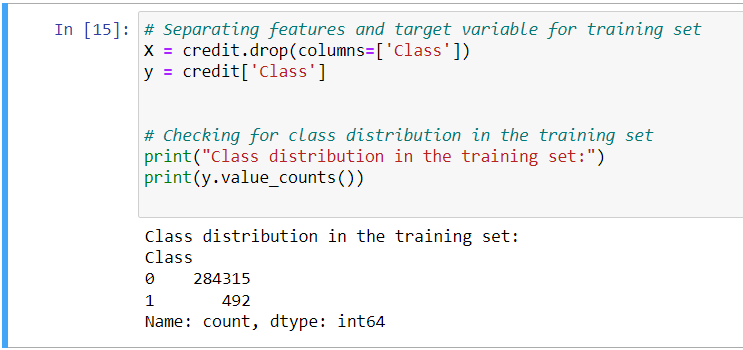 In [15]: # Separating features and target variable for training set
X = credit.drop(columns=['Class'])
y = credit['Class']
# Checking for class distribution in the training set
print("Class distribution in the training set:")
print(y.value_counts())
Class distribution in the training set:
Class
0    284315
1       492
Name: count, dtype: int64